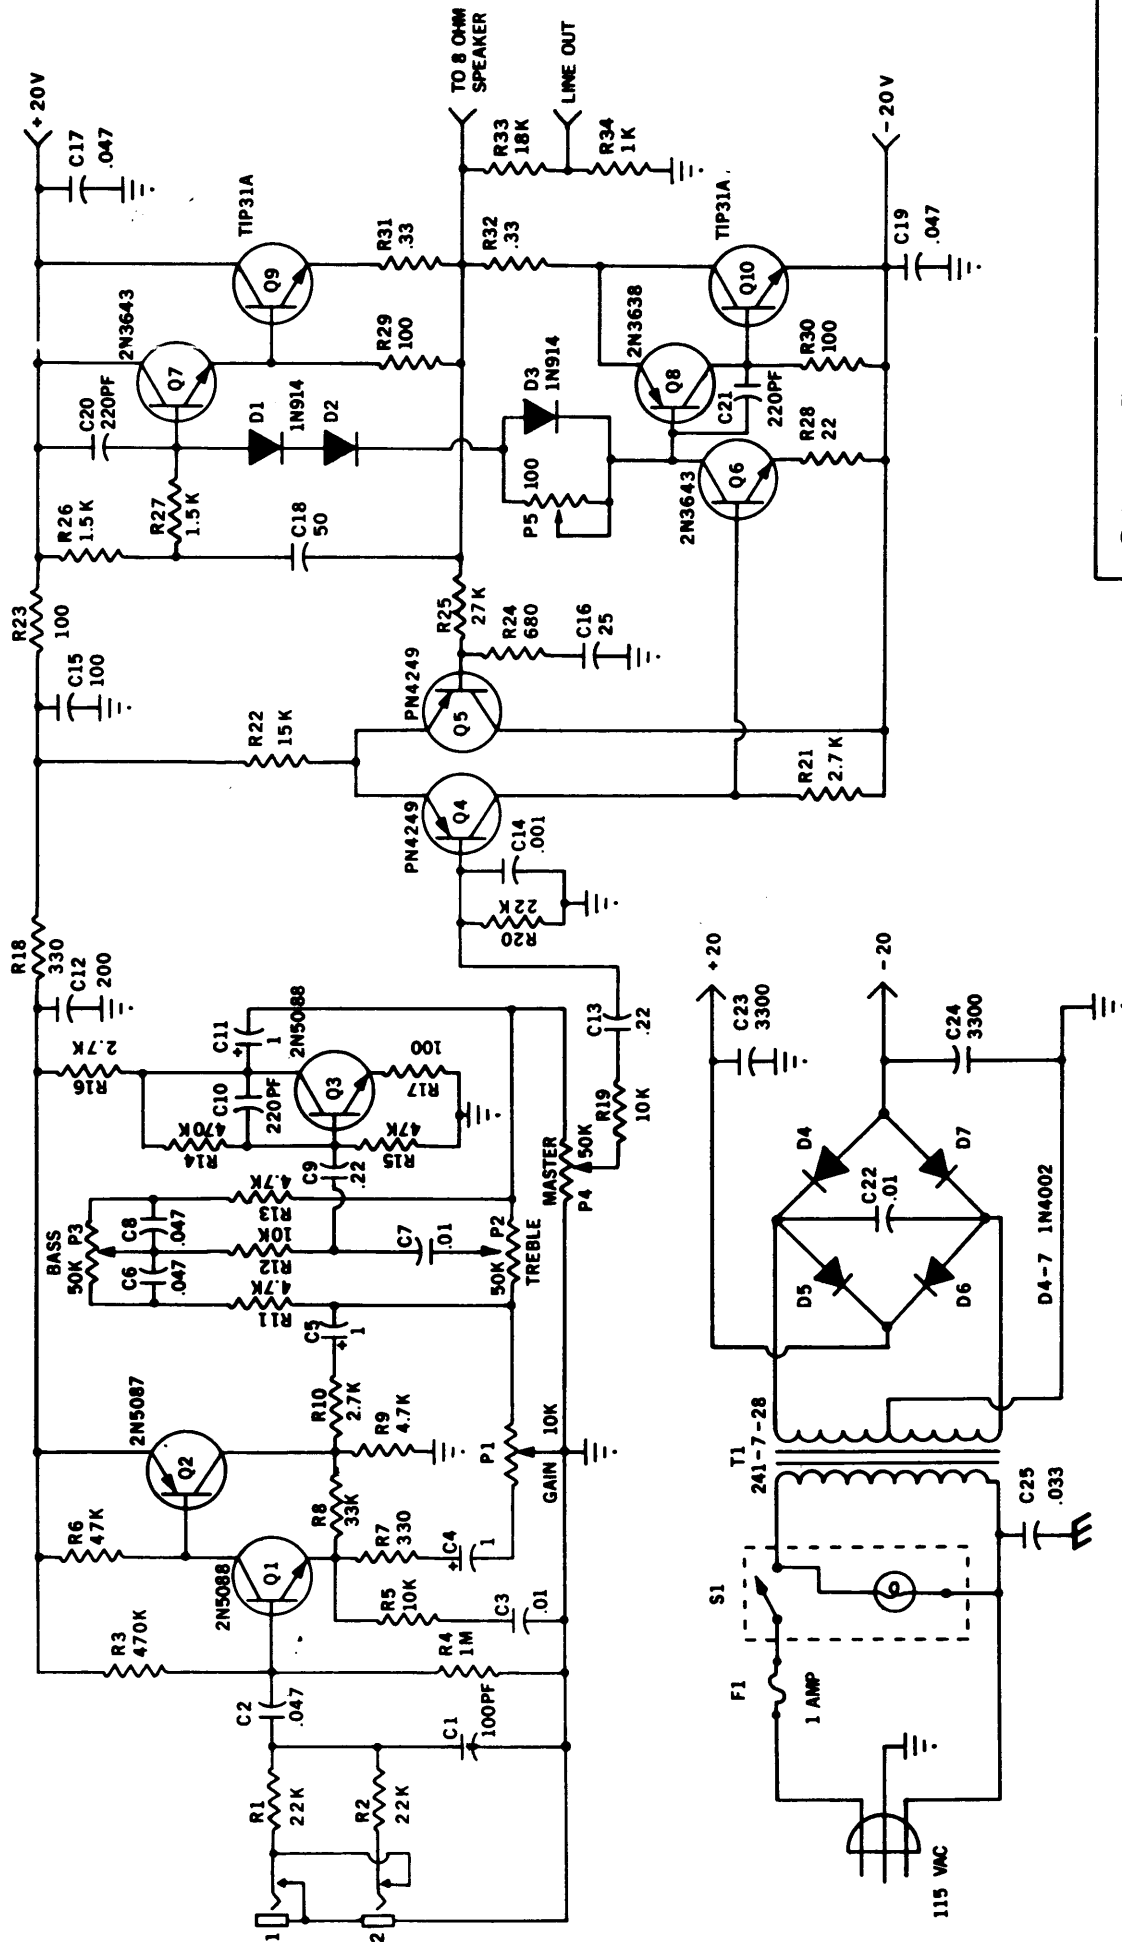 1
2
R1
22K
R2
22K
C1
100PF
C2
.047
R3
470K
R4
1M
R5
10K
C3
.01
R6
47K
2N5088
Q1
R7
330
C4
+
1
R8
33K
2N5087
Q2
R9
4.7K
R10
2.7K
P1
GAIN
10K
C5
+
1
BASS
50K P3
C6
.047
C8
.047
R11
4.7K
R12
10K
R13
4.7K
C7
.01
50K P2
TREBLE
C9
.22
R14
470K
R15
47K
C10
220PF
C11
+
1
2N5088
Q3
R16
2.7K
R17
100
MASTER
P4 50K
R19
10K
C13
.22
C12
200
R18
330
R20
22K
C14
.001
PN4249
Q4
PN4249
Q5
R21
2.7K
R22
15K
C15
100
R23
100
R24
680
C16
25
R25
27K
R26
1.5K
R27
1.5K
C18
50
C20
220PF
2N3643
Q7
D1
1N914
D2
P5
100
D3
1N914
2N3643
Q6
R28
22
C21
220PF
2N3638
Q8
R29
100
R30
100
TIP31A
Q9
R31
.33
R32
.33
TIP31A
Q10
C17
.047
+20V
TO 8 OHM
SPEAKER
R33
18K
LINE OUT
R34
1K
-20V
C19
.047
115 VAC
F1
1 AMP
S1
C25
.033
T1
241-7-28
D5
D4
D6
D7
C22
.01
D4-7 1N4002
+20
C23
3300
-20
C24
3300